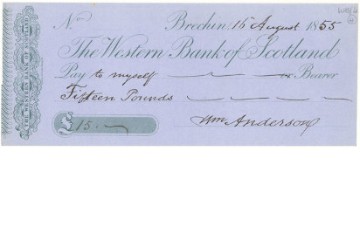 No Brechin 16 August 1855
The Western Bank of Scotland
Pay to myself or Bearer
Fifteen Pounds
£15
Wm Anderson